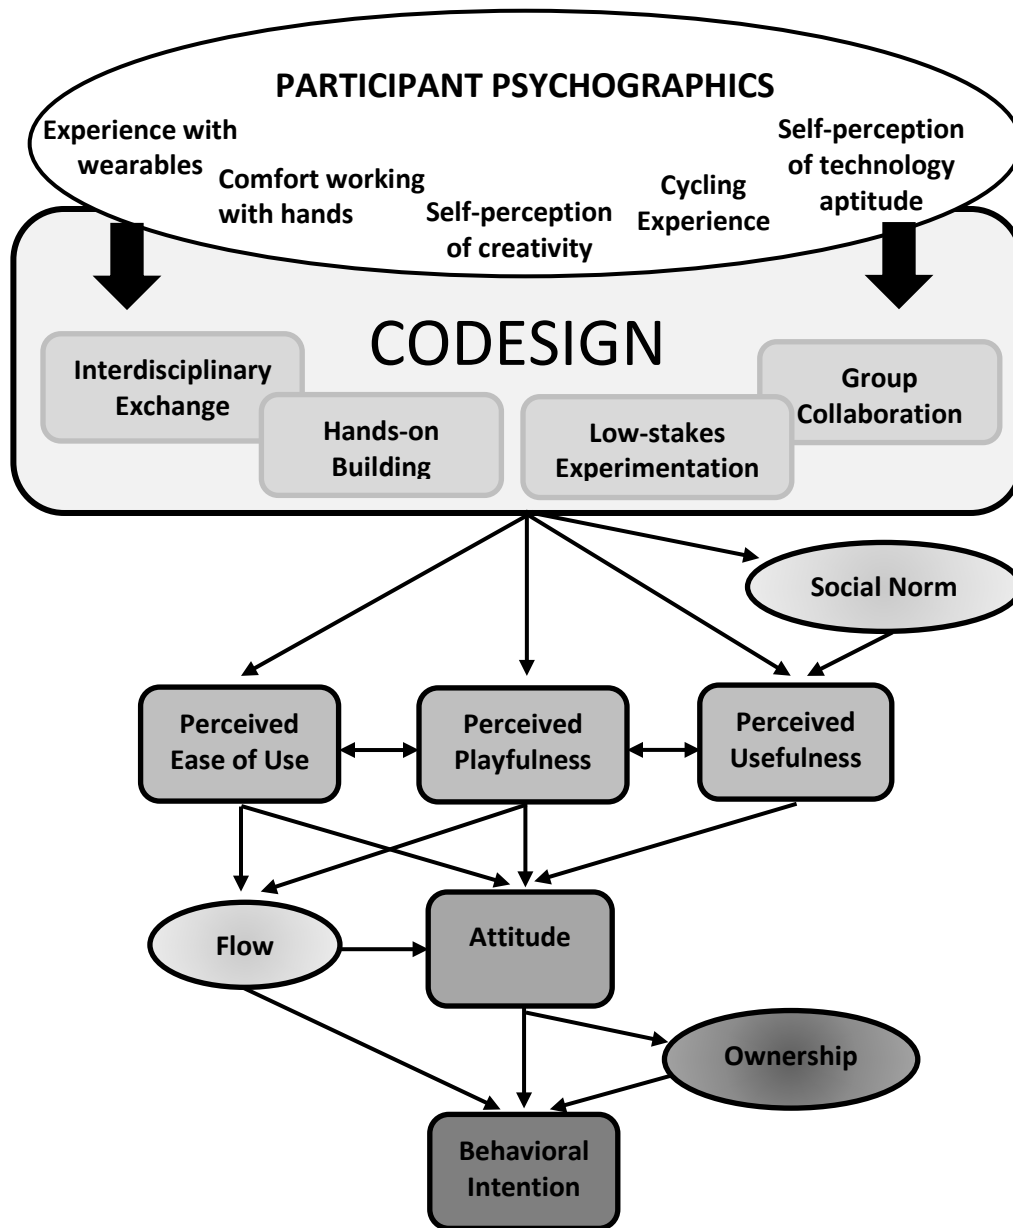 PARTICIPANT PSYCHOGRAPHICS
Experience with
wearables
Comfort working
with hands
Self-perception
of creativity
Cycling
Experience
Self-perception
of technology
aptitude
CODESIGN
Interdisciplinary
Exchange
Hands-on
Building
Low-stakes
Experimentation
Group
Collaboration
Social Norm
Perceived
Ease of Use
Perceived
Playfulness
Perceived
Usefulness
Flow
Attitude
Ownership
Behavioral
Intention